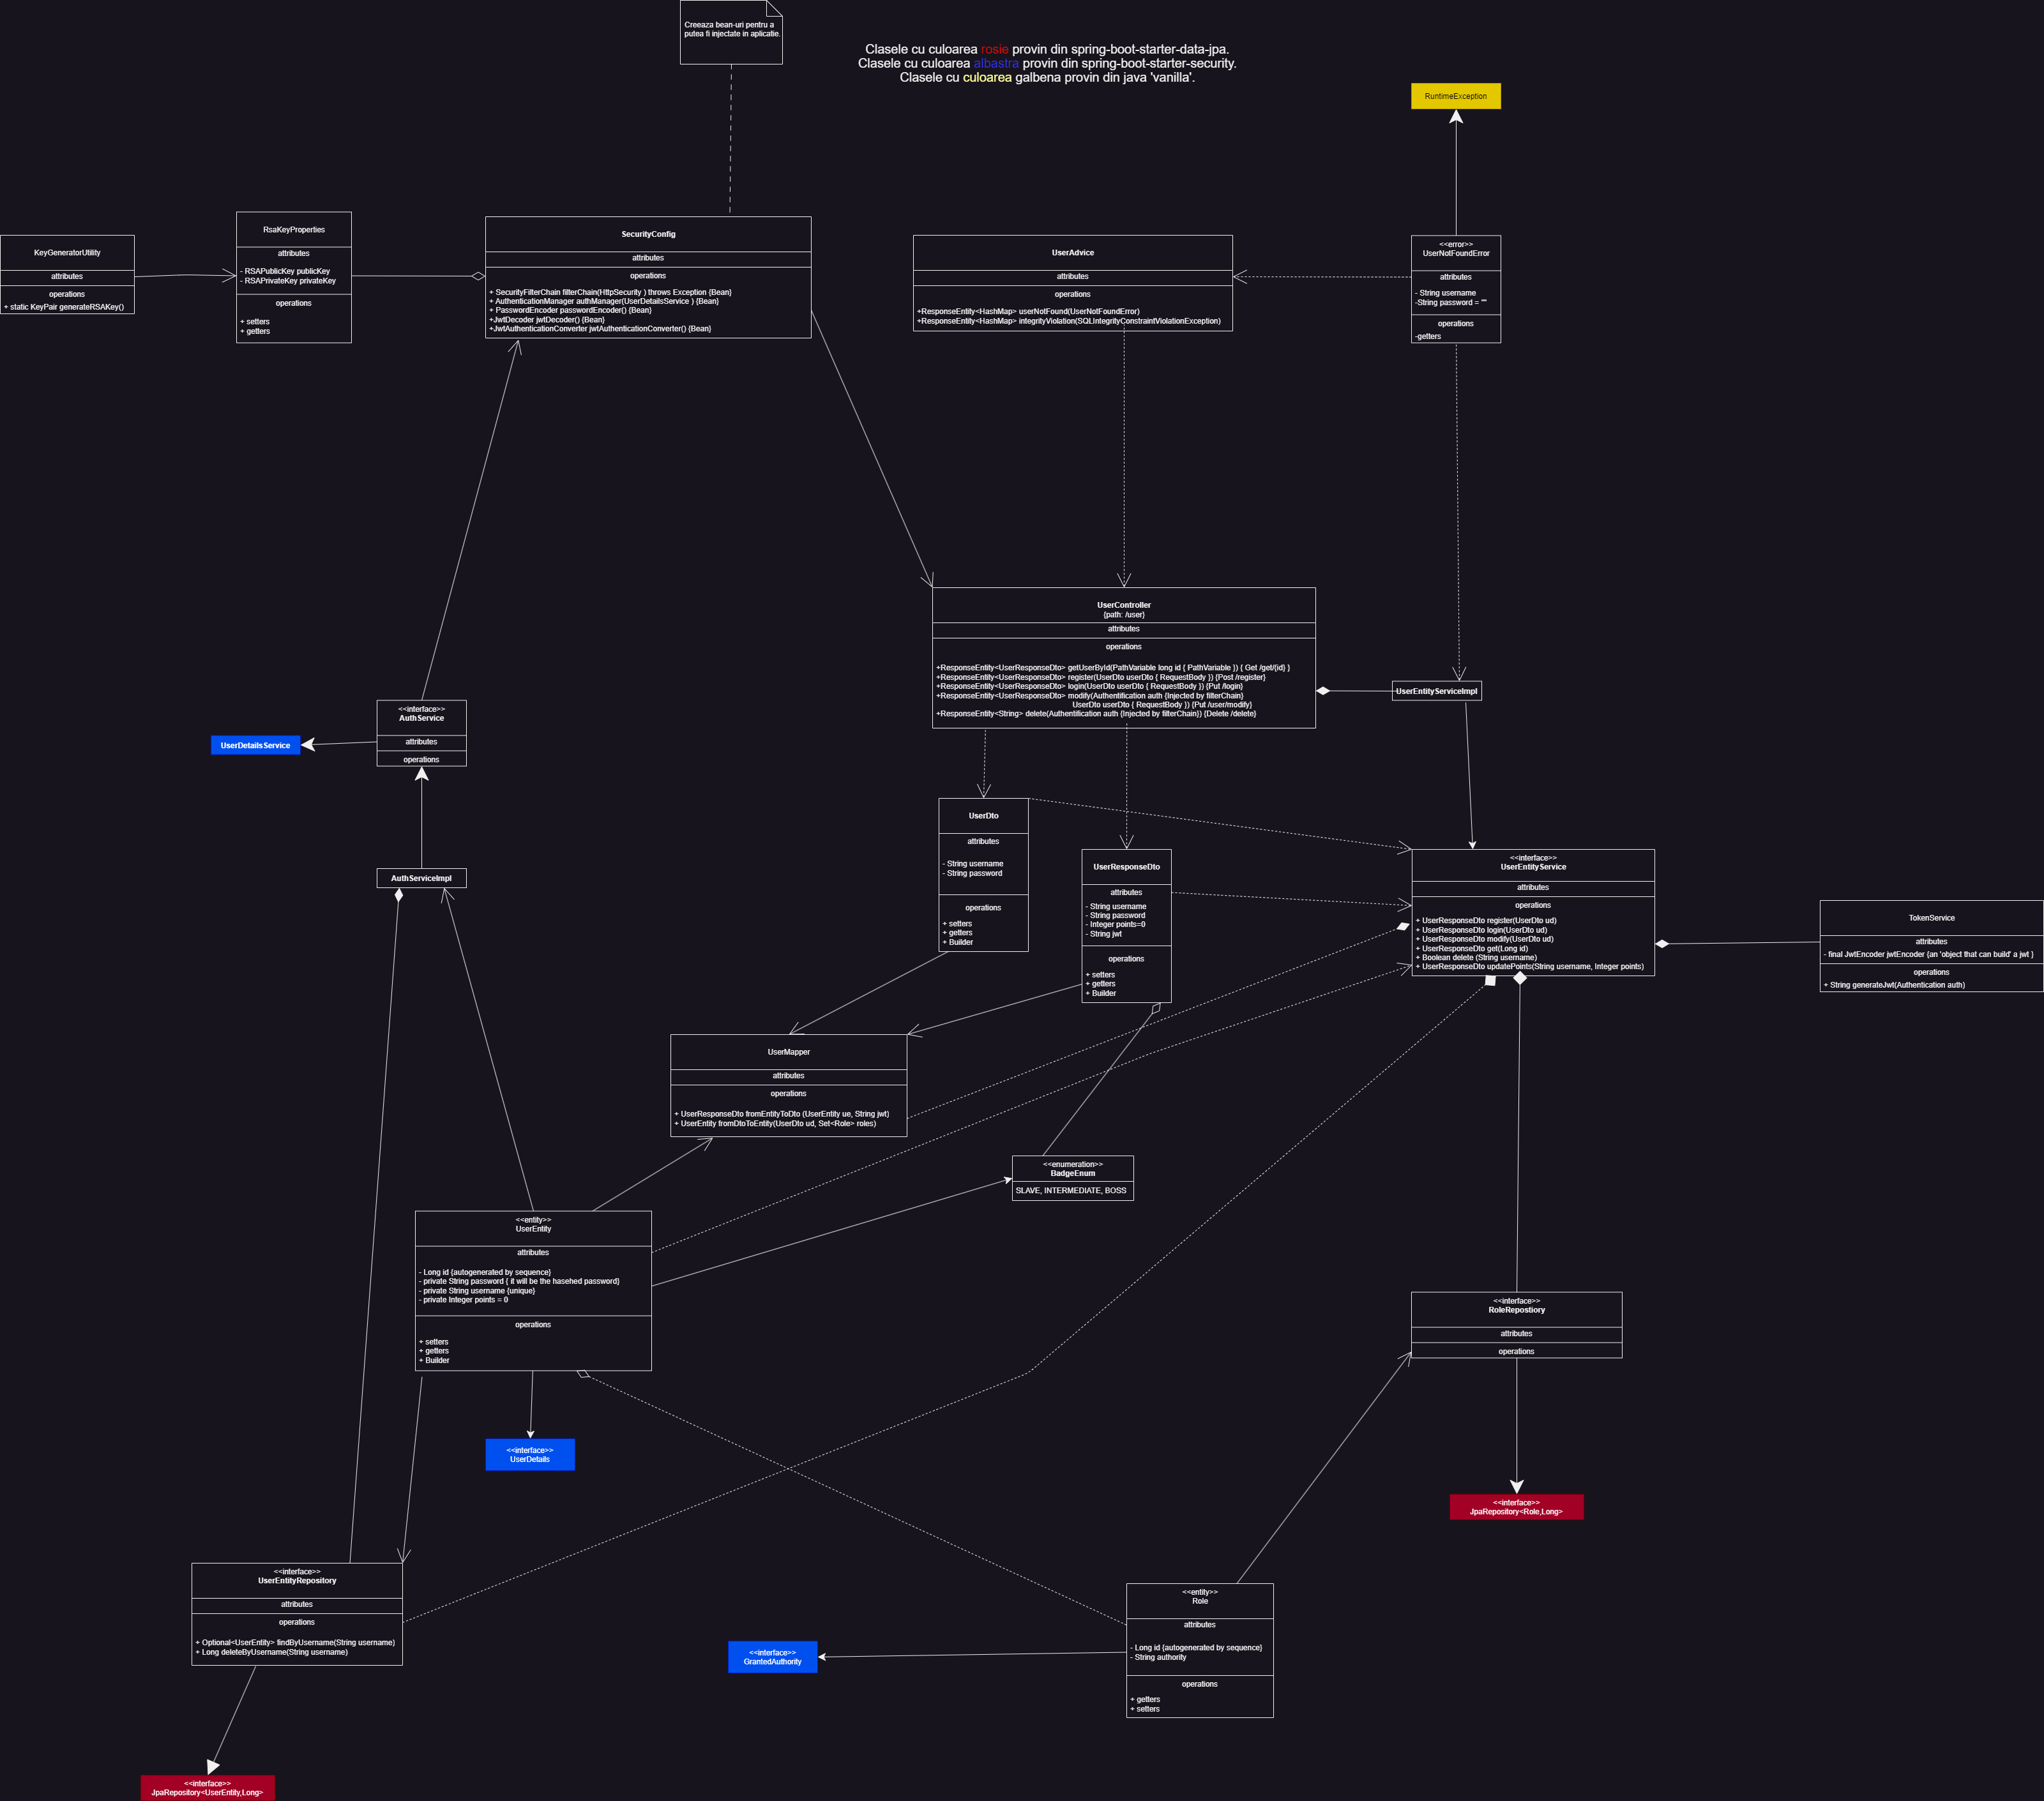 Creeaza bean-uri pentru a
putea fi injectate in aplicatie.
Clasele cu culoarea rosie provin din spring-boot-starter-data-jpa.
Clasele cu culoarea albastra provin din spring-boot-starter-security.
Clasele cu culoarea galbena provin din java 'vanilla'.
RuntimeException
KeyGeneratorUtility
attributes
operations
+ static KeyPair generateRSAKey()
RsaKeyProperties
attributes
- RSAPublicKey publicKey
- RSAPrivateKey privateKey
operations
+ setters
+ getters
SecurityConfig
attributes
operations
+ SecurityFilterChain filterChain(HttpSecurity ) throws Exception {Bean}
+ AuthenticationManager authManager(UserDetailsService ) {Bean}
+ PasswordEncoder passwordEncoder() {Bean}
+JwtDecoder jwtDecoder() {Bean}
+JwtAuthenticationConverter jwtAuthenticationConverter() {Bean}
UserAdvice
attributes
operations
+ResponseEntity<HashMap> userNotFound(UserNotFoundError)
+ResponseEntity<HashMap> integrityViolation(SQLIntegrityConstraintViolationException)
<<error>>
UserNotFoundError
attributes
- String username
-String password = ""
operations
-getters
UserController
{path: /user}
attributes
operations
+ResponseEntity<UserResponseDto> getUserById(PathVariable long id { PathVariable }) { Get /get/{id} }
+ResponseEntity<UserResponseDto> register(UserDto userDto { RequestBody }) {Post /register}
+ResponseEntity<UserResponseDto> login(UserDto userDto { RequestBody }) {Put /login}
+ResponseEntity<UserResponseDto> modify(Authentification auth {Injected by filterChain}
UserDto userDto { RequestBody }) {Put /user/modify}
+ResponseEntity<String> delete(Authentification auth {Injected by filterChain}) {Delete /delete}
UserEntityServiceImpl
<<interface>>
AuthService
attributes
operations
UserDetailsService
AuthServiceImpl
UserDto
attributes
- String username
- String password
operations
+ setters
+ getters
+ Builder
UserResponseDto
attributes
- String username
- String password
- Integer points=0
- String jwt
operations
+ setters
+ getters
+ Builder
<<interface>>
UserEntityService
attributes
operations
+ UserResponseDto register(UserDto ud)
+ UserResponseDto login(UserDto ud)
+ UserResponseDto modify(UserDto ud)
+ UserResponseDto get(Long id)
+ Boolean delete (String username)
+ UserResponseDto updatePoints(String username, Integer points)
TokenService
attributes
- final JwtEncoder jwtEncoder {an 'object that can build' a jwt }
operations
+ String generateJwt(Authentication auth)
UserMapper
attributes
operations
+ UserResponseDto fromEntityToDto (UserEntity ue, String jwt)
+ UserEntity fromDtoToEntity(UserDto ud, Set<Role> roles)
<<enumeration>>
BadgeEnum
SLAVE, INTERMEDIATE, BOSS
<<entity>>
UserEntity
attributes
- Long id {autogenerated by sequence}
- private String password { it will be the hasehed password}
- private String username {unique}
- private Integer points = 0
operations
+ setters
+ getters
+ Builder
<<interface>>
RoleRepostiory
attributes
operations
<<interface>>
UserDetails
<<interface>>
JpaRepository<Role,Long>
<<interface>>
UserEntityRepository
attributes
operations
+ Optional<UserEntity> findByUsername(String username)
+ Long deleteByUsername(String username)
<<entity>>
Role
attributes
- Long id {autogenerated by sequence}
- String authority
operations
+ getters
+ setters
<<interface>>
GrantedAuthority
<<interface>>
JpaRepository<UserEntity,Long>